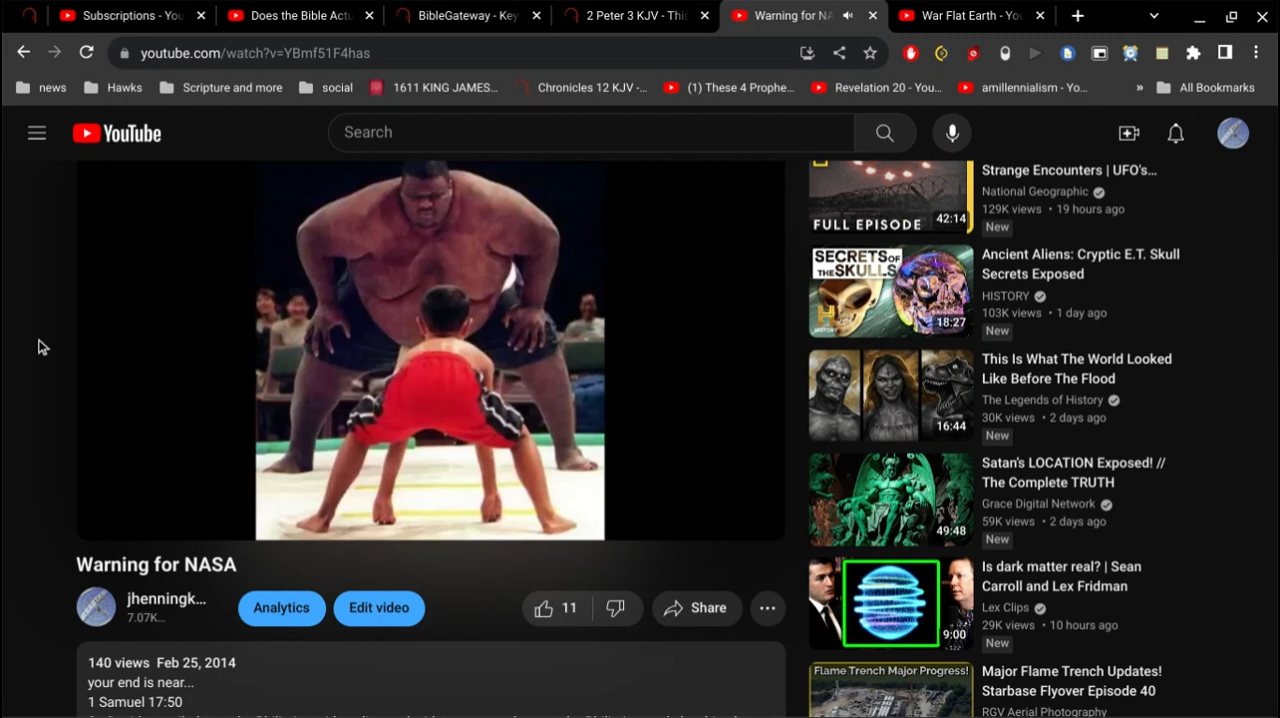 Subscriptions - You
Does the Bible Actu
BibleGateway - Key
2 Peter 3 KJV - This
Warning for NA
War Flat Earth - You
youtube.com/watch?v=YBmf51F4has
news
Hawks
Scripture and more
social
1611 KING JAMES...
Chronicles 12 KJV -...
(1) These 4 Prophe...
Revelation 20 - You...
amillennialism - Yo...
»
All Bookmarks
YouTube
Search
FULL EPISODE
42:14
Strange Encounters | UFO's...
National Geographic
129K views • 19 hours ago
New
SECRETS OF
THE SKULLS
HISTORY
18:27
Ancient Aliens: Cryptic E.T. Skull
Secrets Exposed
HISTORY
103K views • 1 day ago
New
16:44
This Is What The World Looked
Like Before The Flood
The Legends of History
30K views • 2 days ago
New
49:48
Satan's LOCATION Exposed! //
The Complete TRUTH
Grace Digital Network
59K views • 2 days ago
New
9:00
Is dark matter real? | Sean
Carroll and Lex Fridman
Lex Clips
29K views • 10 hours ago
New
Flame Trench Major Progress!
Major Flame Trench Updates!
Starbase Flyover Episode 40
RGV Aerial Photography
Warning for NASA
jhenningk...
7.07K...
Analytics
Edit video
11
Share
140 views Feb 25, 2014
your end is near...
1 Samuel 17:50